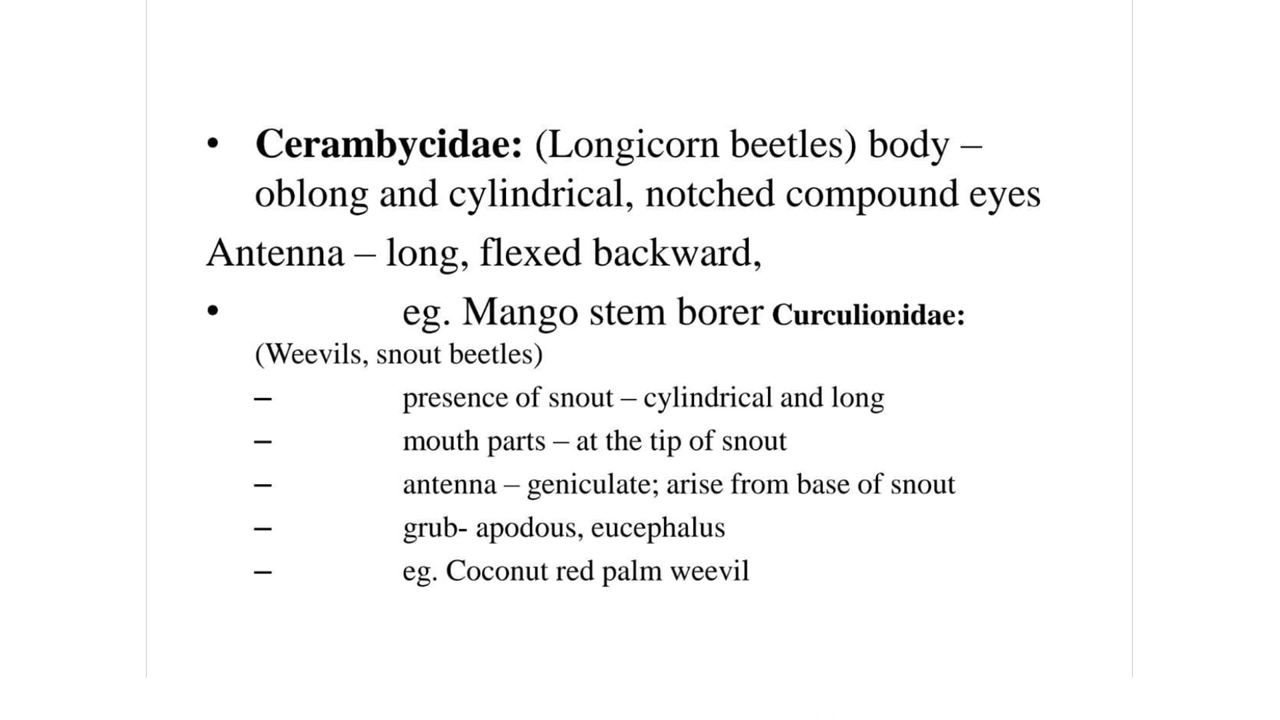 • Cerambycidae: (Longicorn beetles) body –
oblong and cylindrical, notched compound eyes
Antenna – long, flexed backward,
• eg. Mango stem borer Curculionidae:
(Weevils, snout beetles)
– presence of snout – cylindrical and long
– mouth parts – at the tip of snout
– antenna – geniculate; arise from base of snout
– grub- apodous, eucephalus
– eg. Coconut red palm weevil